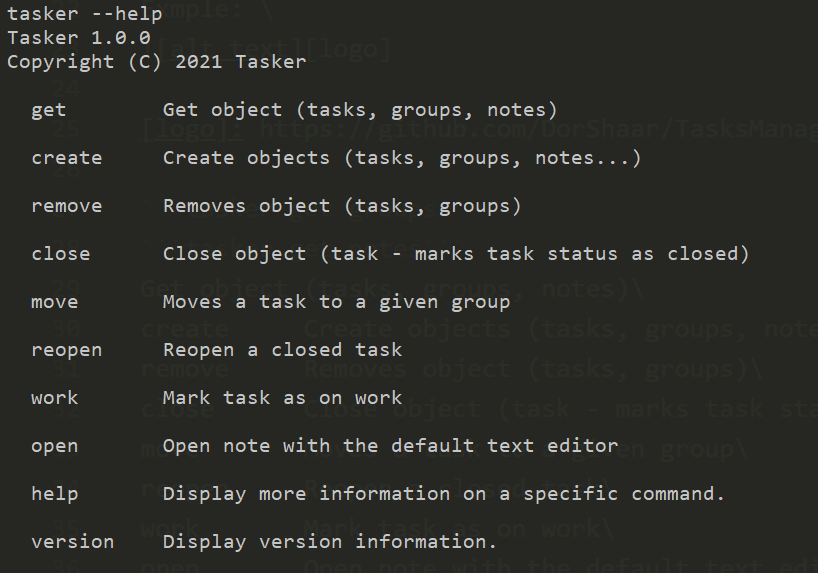 tasker --help
Tasker 1.0.0
Copyright (C) 2021 Tasker
get Get object (tasks, groups, notes)
create Create objects (tasks, groups, notes...)
remove Removes object (tasks, groups)
close Close object (task - marks task status as closed)
move Moves a task to a given group
reopen Reopen a closed task
work Mark task as on work
open Open note with the default text editor
help Display more information on a specific command.
version Display version information.